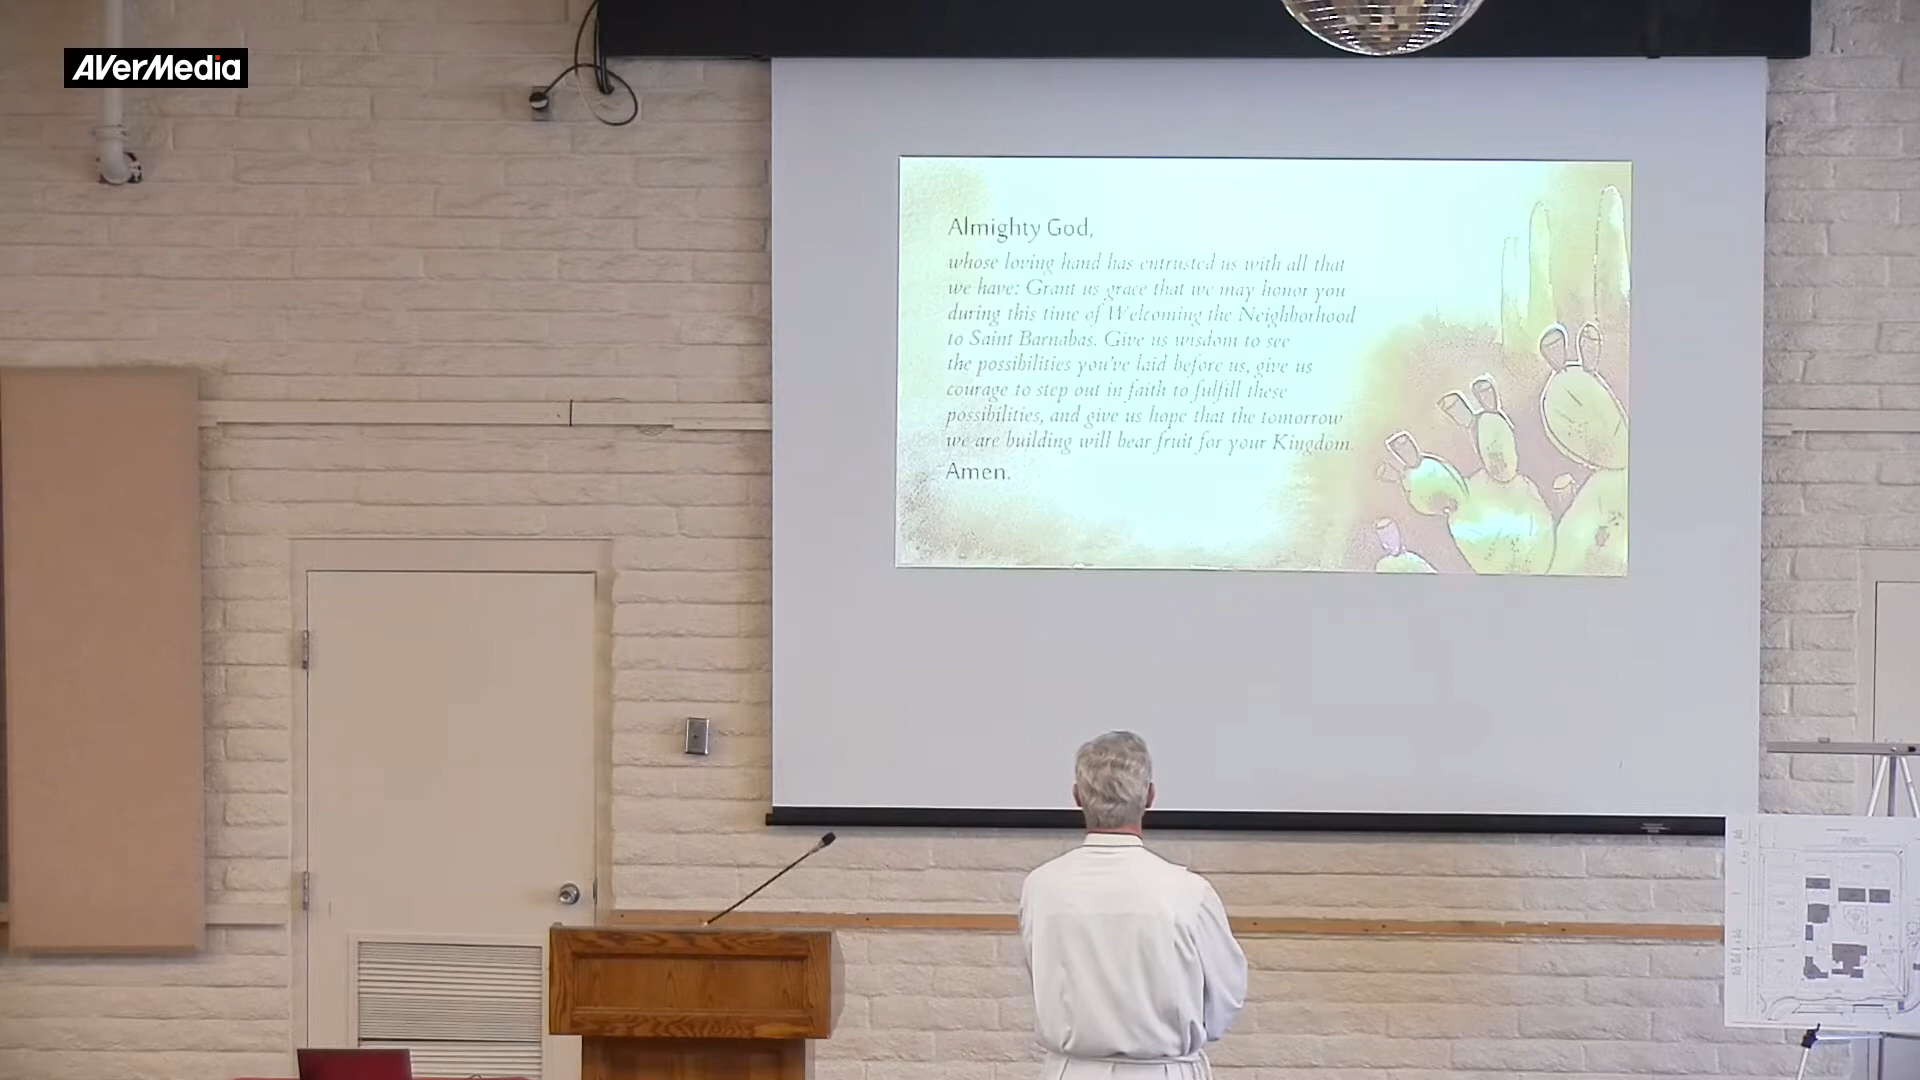 AVerMedia
Almighty God,
whose loving hand has entrusted us with all that
we have: Grant us grace that we may honor you
during this time of Welcoming the Neighborhood
to Saint Barnabas. Give us wisdom to see
the possibilities you've laid before us, give us
courage to step out in faith to fulfill these
possibilities, and give us hope that the tomorrow
we are building will bear fruit for your Kingdom.
Amen.